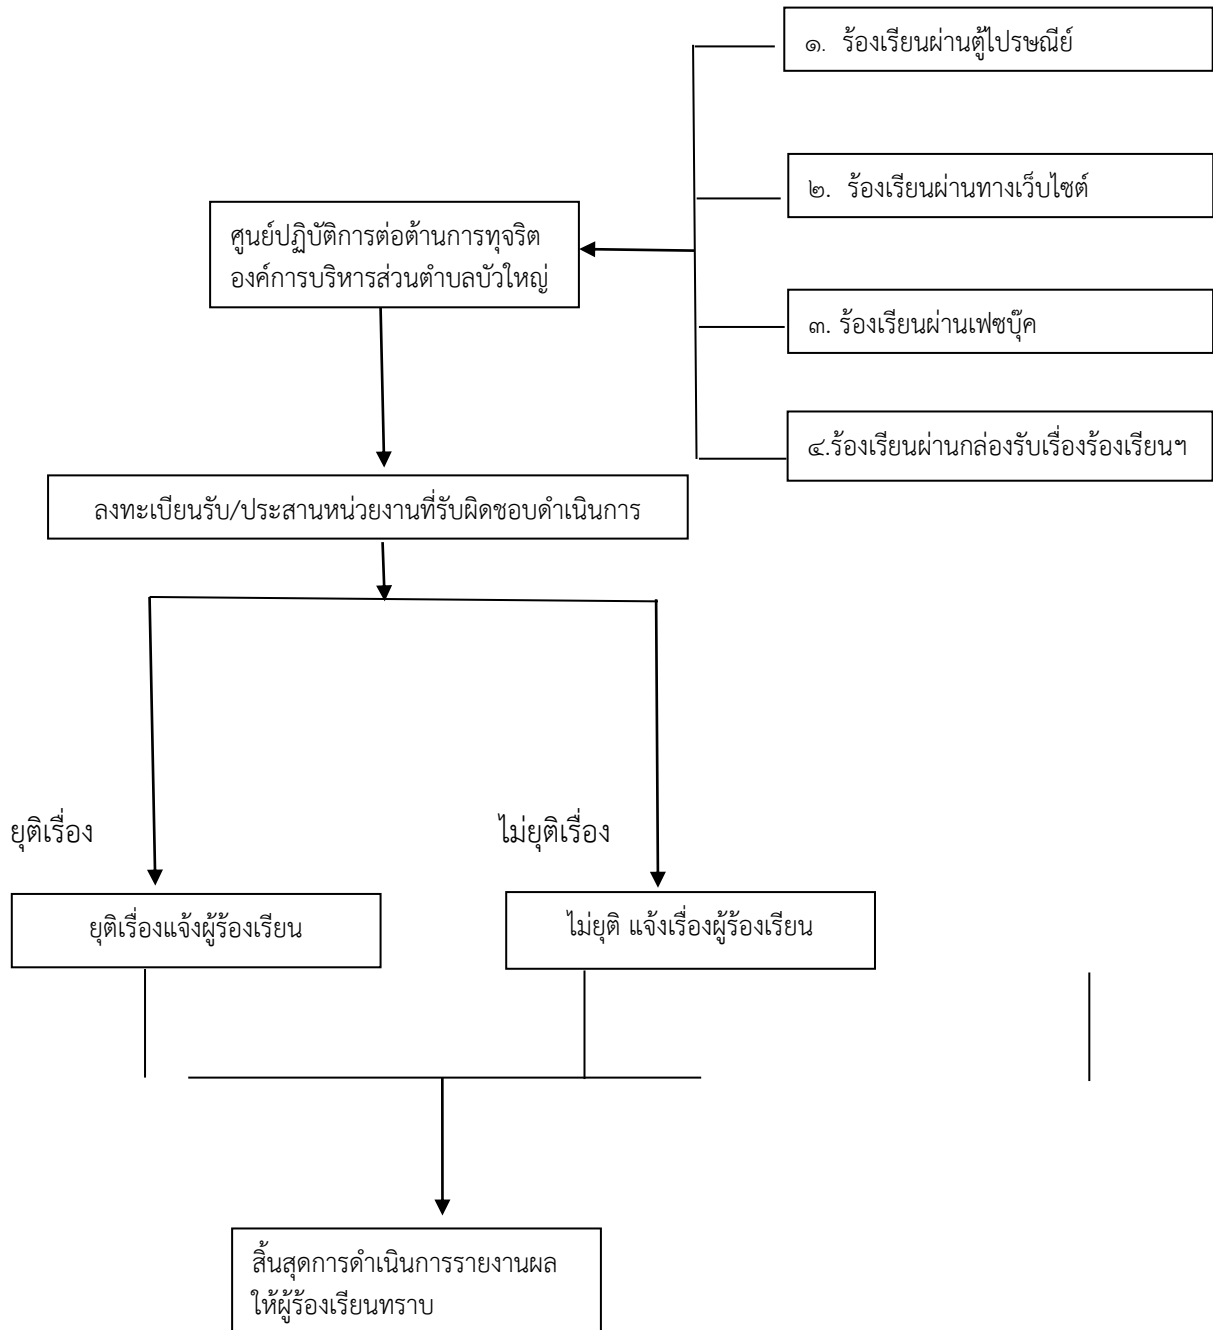 ๑. ร้องเรียนผ่านตู้ไปรษณีย์
๒. ร้องเรียนผ่านทางเว็บไซต์
ศูนย์ปฏิบัติการต่อต้านการทุจริต
องค์การบริหารส่วนตำบลบัวใหญ่
๓. ร้องเรียนผ่านเฟซบุ๊ค
๔.ร้องเรียนผ่านกล่องรับเรื่องร้องเรียนฯ
ลงทะเบียนรับ/ประสานหน่วยงานที่รับผิดชอบดำเนินการ
ยุติเรื่อง
ไม่ยุติเรื่อง
ยุติเรื่องแจ้งผู้ร้องเรียน
ไม่ยุติ แจ้งเรื่องผู้ร้องเรียน
สิ้นสุดการดำเนินการรายงานผล
ให้ผู้ร้องเรียนทราบ